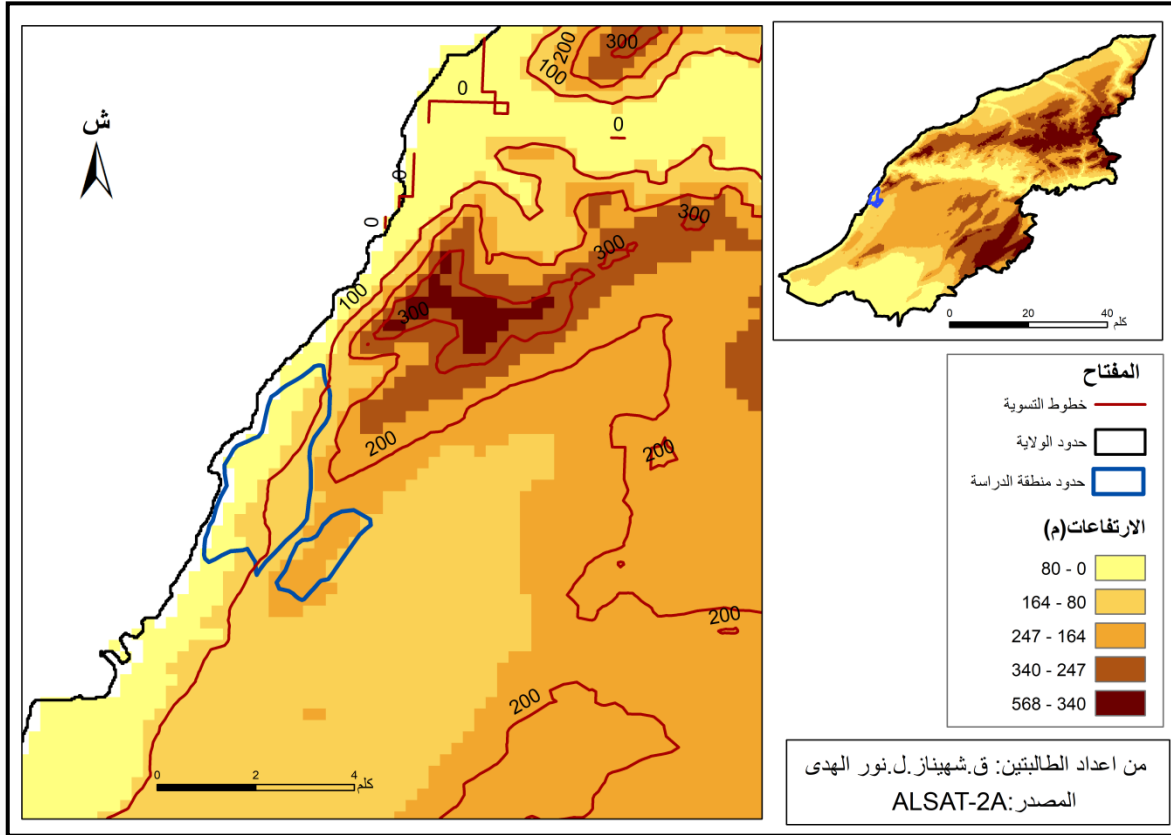 ش
300
200
100
0
0
0
0
300
300
100
300
200
200
200
200
0 2 4
كلم
0 20 40
كلم
المفتاح
خطوط التسوية
حدود الولاية
حدود منطقة الدراسة
الارتفاعات(م)
80 - 0
164 - 80
247 - 164
340 - 247
568 - 340
من اعداد الطالبتين: ق.شهيناز.ل.نور الهدى
المصدر:ALSAT-2A